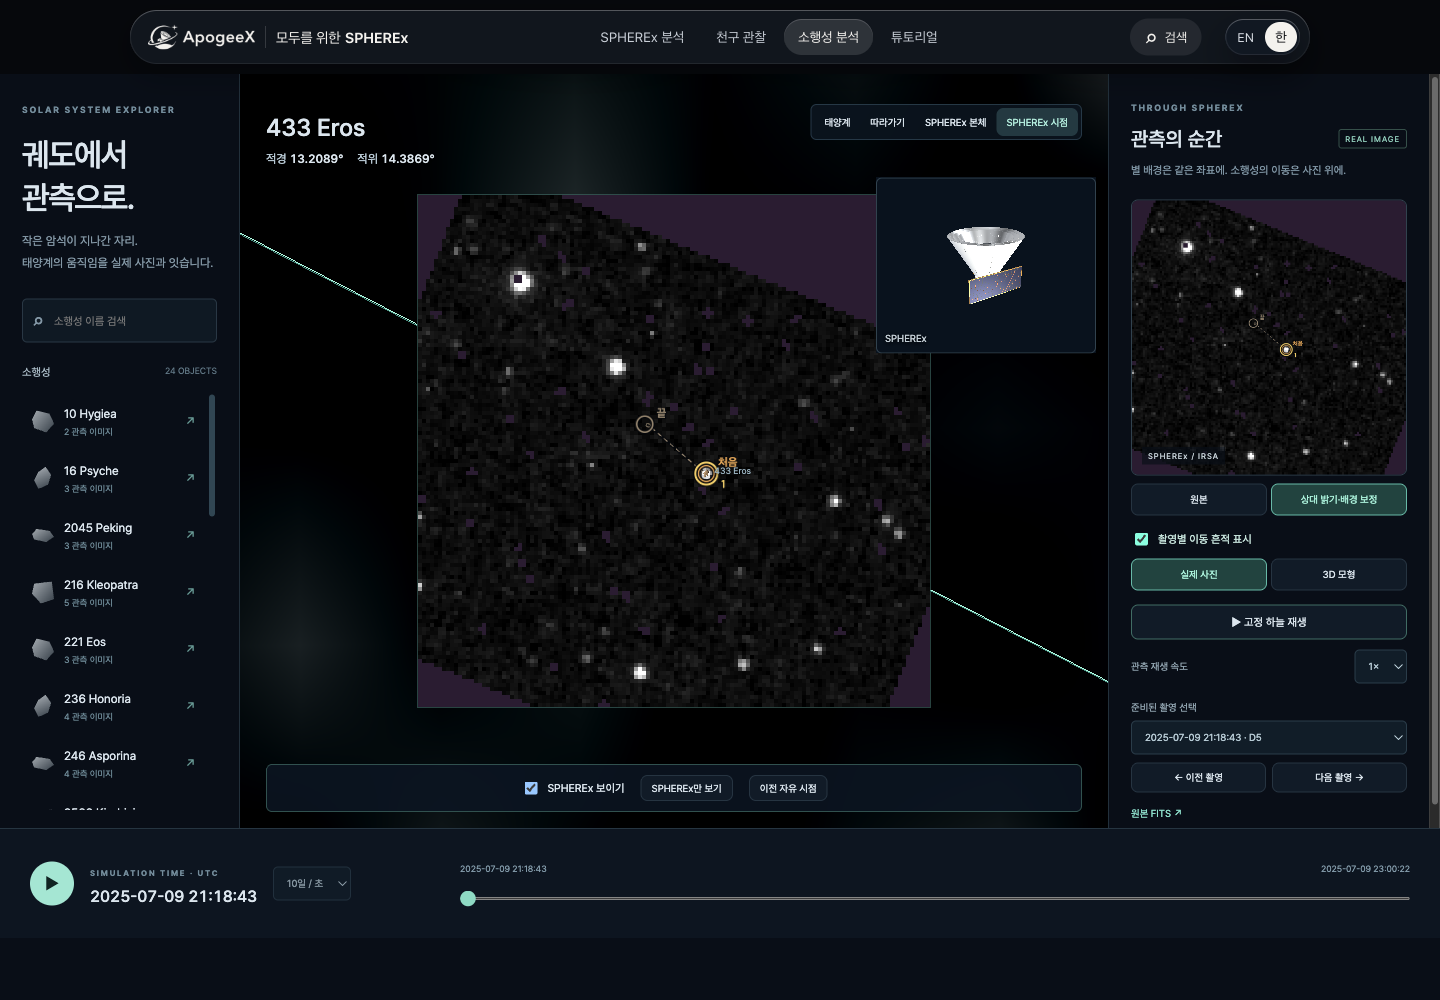 ApogeeX
모두를 위한 SPHEREx
SPHEREx 분석
천구 관찰
소행성 분석
튜토리얼
검색
EN
한
SOLAR SYSTEM EXPLORER
궤도에서
관측으로.
작은 암석이 지나간 자리.
태양계의 움직임을 실제 사진과 잇습니다.
소행성 이름 검색
소행성
24 OBJECTS
10 Hygiea
2 관측 이미지
16 Psyche
3 관측 이미지
2045 Peking
3 관측 이미지
216 Kleopatra
5 관측 이미지
221 Eos
3 관측 이미지
236 Honoria
4 관측 이미지
246 Asporina
4 관측 이미지
433 Eros
적경 13.2089° 적위 14.3869°
태양계
따라가기
SPHEREx 본체
SPHEREx 시점
SPHEREx
끝
처음
433 Eros
1
SPHEREx 보이기
SPHEREx만 보기
이전 자유 시점
THROUGH SPHEREX
관측의 순간
REAL IMAGE
별 배경은 같은 좌표에. 소행성의 이동은 사진 위에.
끝
처음
1
SPHEREx / IRSA
원본
상대 밝기·배경 보정
촬영별 이동 흔적 표시
실제 사진
3D 모형
▶ 고정 하늘 재생
관측 재생 속도
1×
준비된 촬영 선택
2025-07-09 21:18:43 · D5
← 이전 촬영
다음 촬영 →
원본 FITS ↗
SIMULATION TIME · UTC
2025-07-09 21:18:43
10일 / 초
2025-07-09 21:18:43
2025-07-09 23:00:22